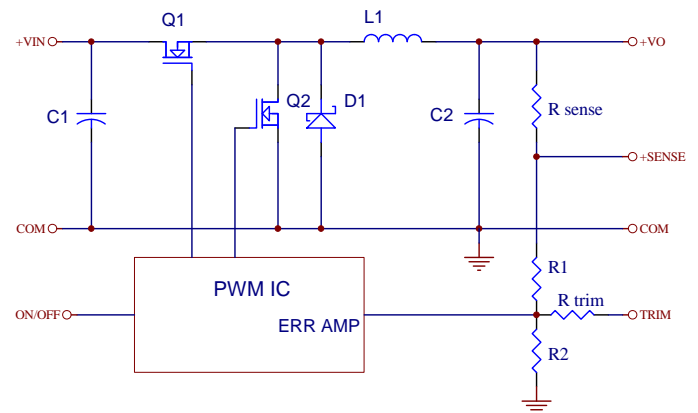 Q1
L1
+VIN
+VO
C1
Q2
D1
C2
R sense
+SENSE
COM
COM
R1
PWM IC
R trim
ON/OFF
ERR AMP
TRIM
R2